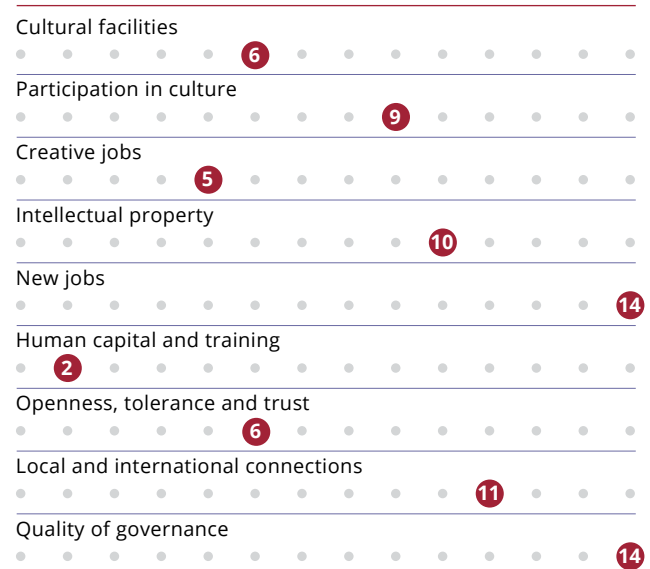 Cultural facilities
6
Participation in culture
9
Creative jobs
5
Intellectual property
10
New jobs
14
Human capital and training
2
Openness, tolerance and trust
6
Local and international connections
11
Quality of governance
14